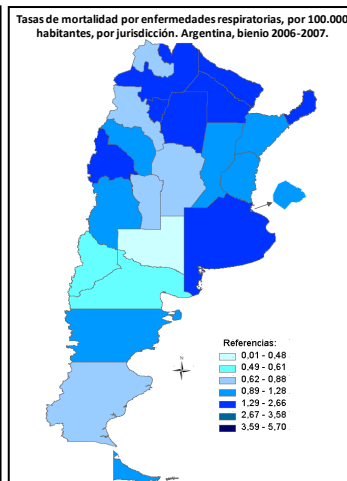 Tasas de mortalidad por enfermedades respiratorias, por 100.000
habitantes, por jurisdicción. Argentina, bienio 2006-2007.
N
Referencias:
0,01 - 0,48
0,49 - 0,61
0,62 - 0,88
0,89 - 1,28
1,29 - 2,66
2,67 - 3,58
3,59 - 5,70